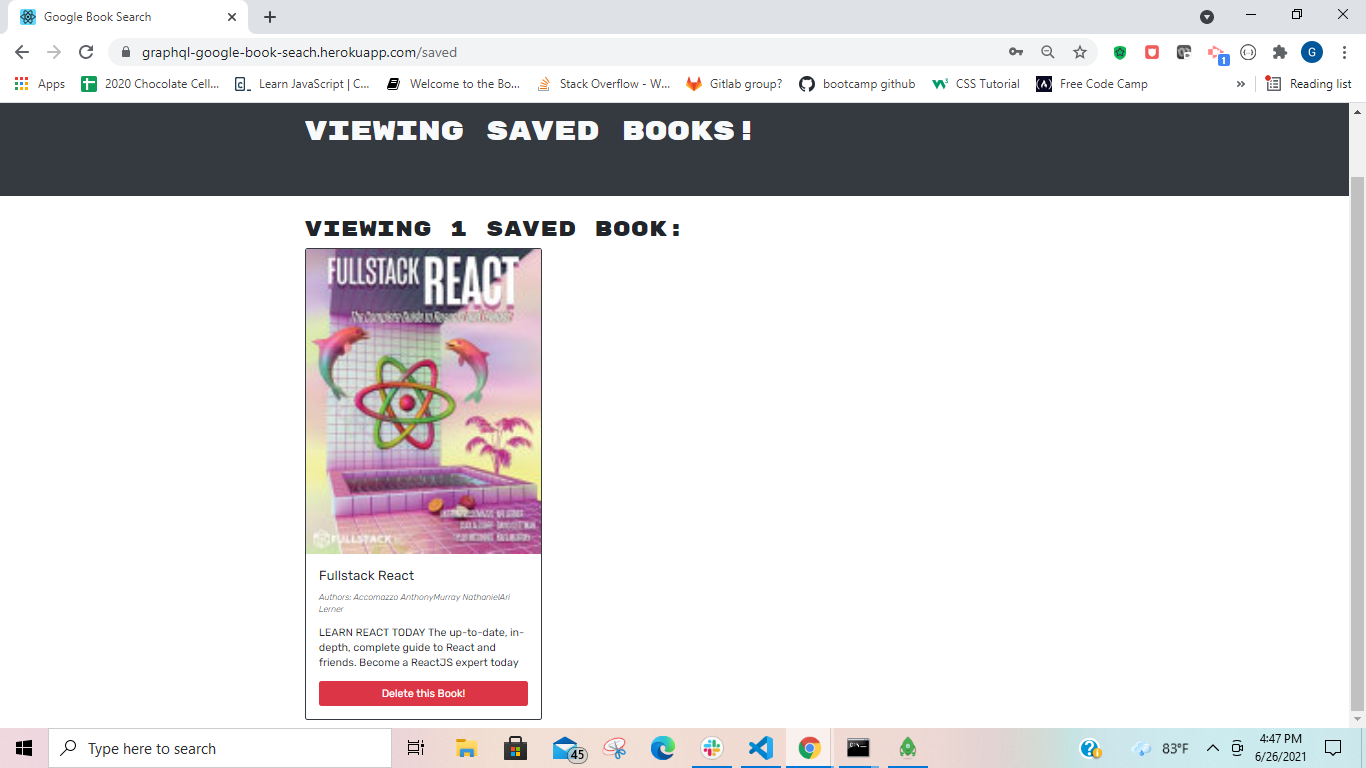 Google Book Search
graphql-google-book-seach.herokuapp.com/saved
G
1
Apps
2020 Chocolate Cell...
Learn JavaScript | C...
Welcome to the Bo...
Stack Overflow - W...
Gitlab group?
bootcamp github
CSS Tutorial
Free Code Camp
»
Reading list
VIEWING SAVED BOOKS!
VIEWING 1 SAVED BOOK:
FULLSTACK REACT
The Complete Guide to
FULLSTACK
Fullstack React
Authors: Accomazzo AnthonyMurray NathanielAri
Lerner
LEARN REACT TODAY The up-to-date, in-
depth, complete guide to React and
friends. Become a ReactJS expert today
Delete this Book!
Type here to search
45
83°F
4:47 PM
6/26/2021